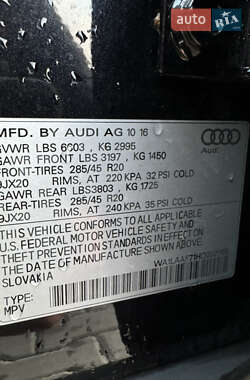 AUTO RIA
MFD. BY AUDI AG 10 16
GVWR LBS 6603 , KG 2995
GAWR FRONT LBS 3197 , KG 1450
FRONT-TIRES 285/45 R20
9JX20 RIMS, AT 220 KPA 32 PSI COLD
GAWR REAR LBS3803 , KG 1725
REAR-TIRES 285/45 R20
9JX20 RIMS, AT 240 KPA 35 PSI COLD
Audi
THIS VEHICLE CONFORMS TO ALL APPLICABLE
U.S. FEDERAL MOTOR VEHICLE SAFETY STANDARDS IN EFFECT
ON THE DATE OF MANUFACTURE SHOWN ABOVE.
SLOVAKIA
TYPE:
MPV